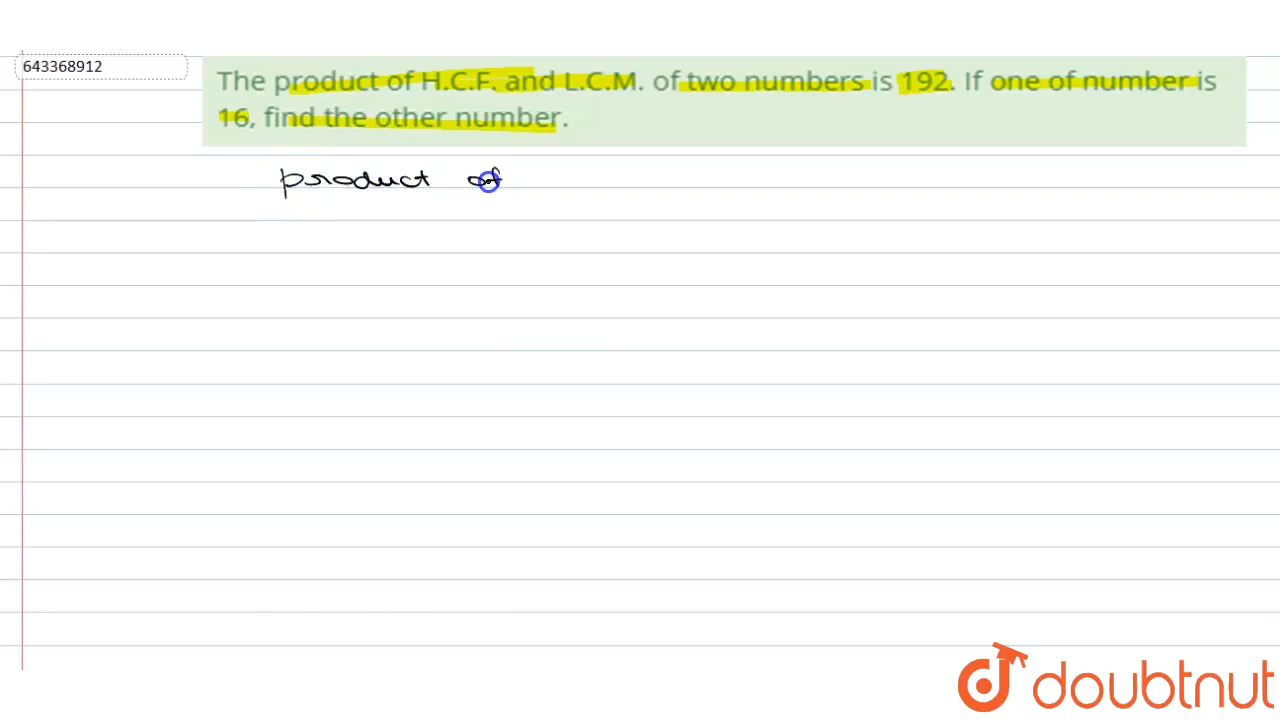 643368912
The product of H.C.F. and L.C.M. of two numbers is 192. If one of number is
16, find the other number.
product of
doubtnut